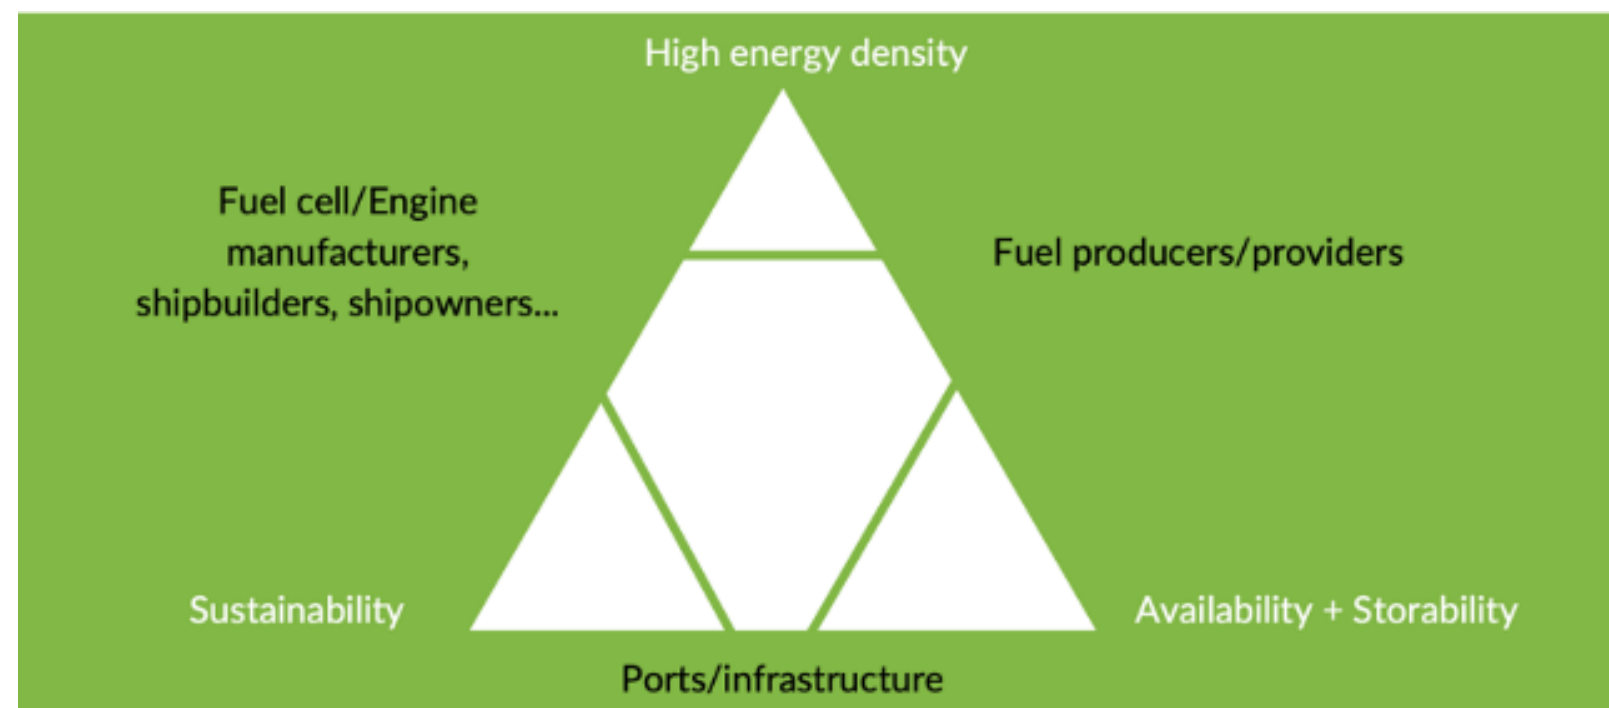 High energy density
Fuel cell/Engine
manufacturers,
shipbuilders, shipowners...
Fuel producers/providers
Sustainability
Availability + Storability
Ports/infrastructure